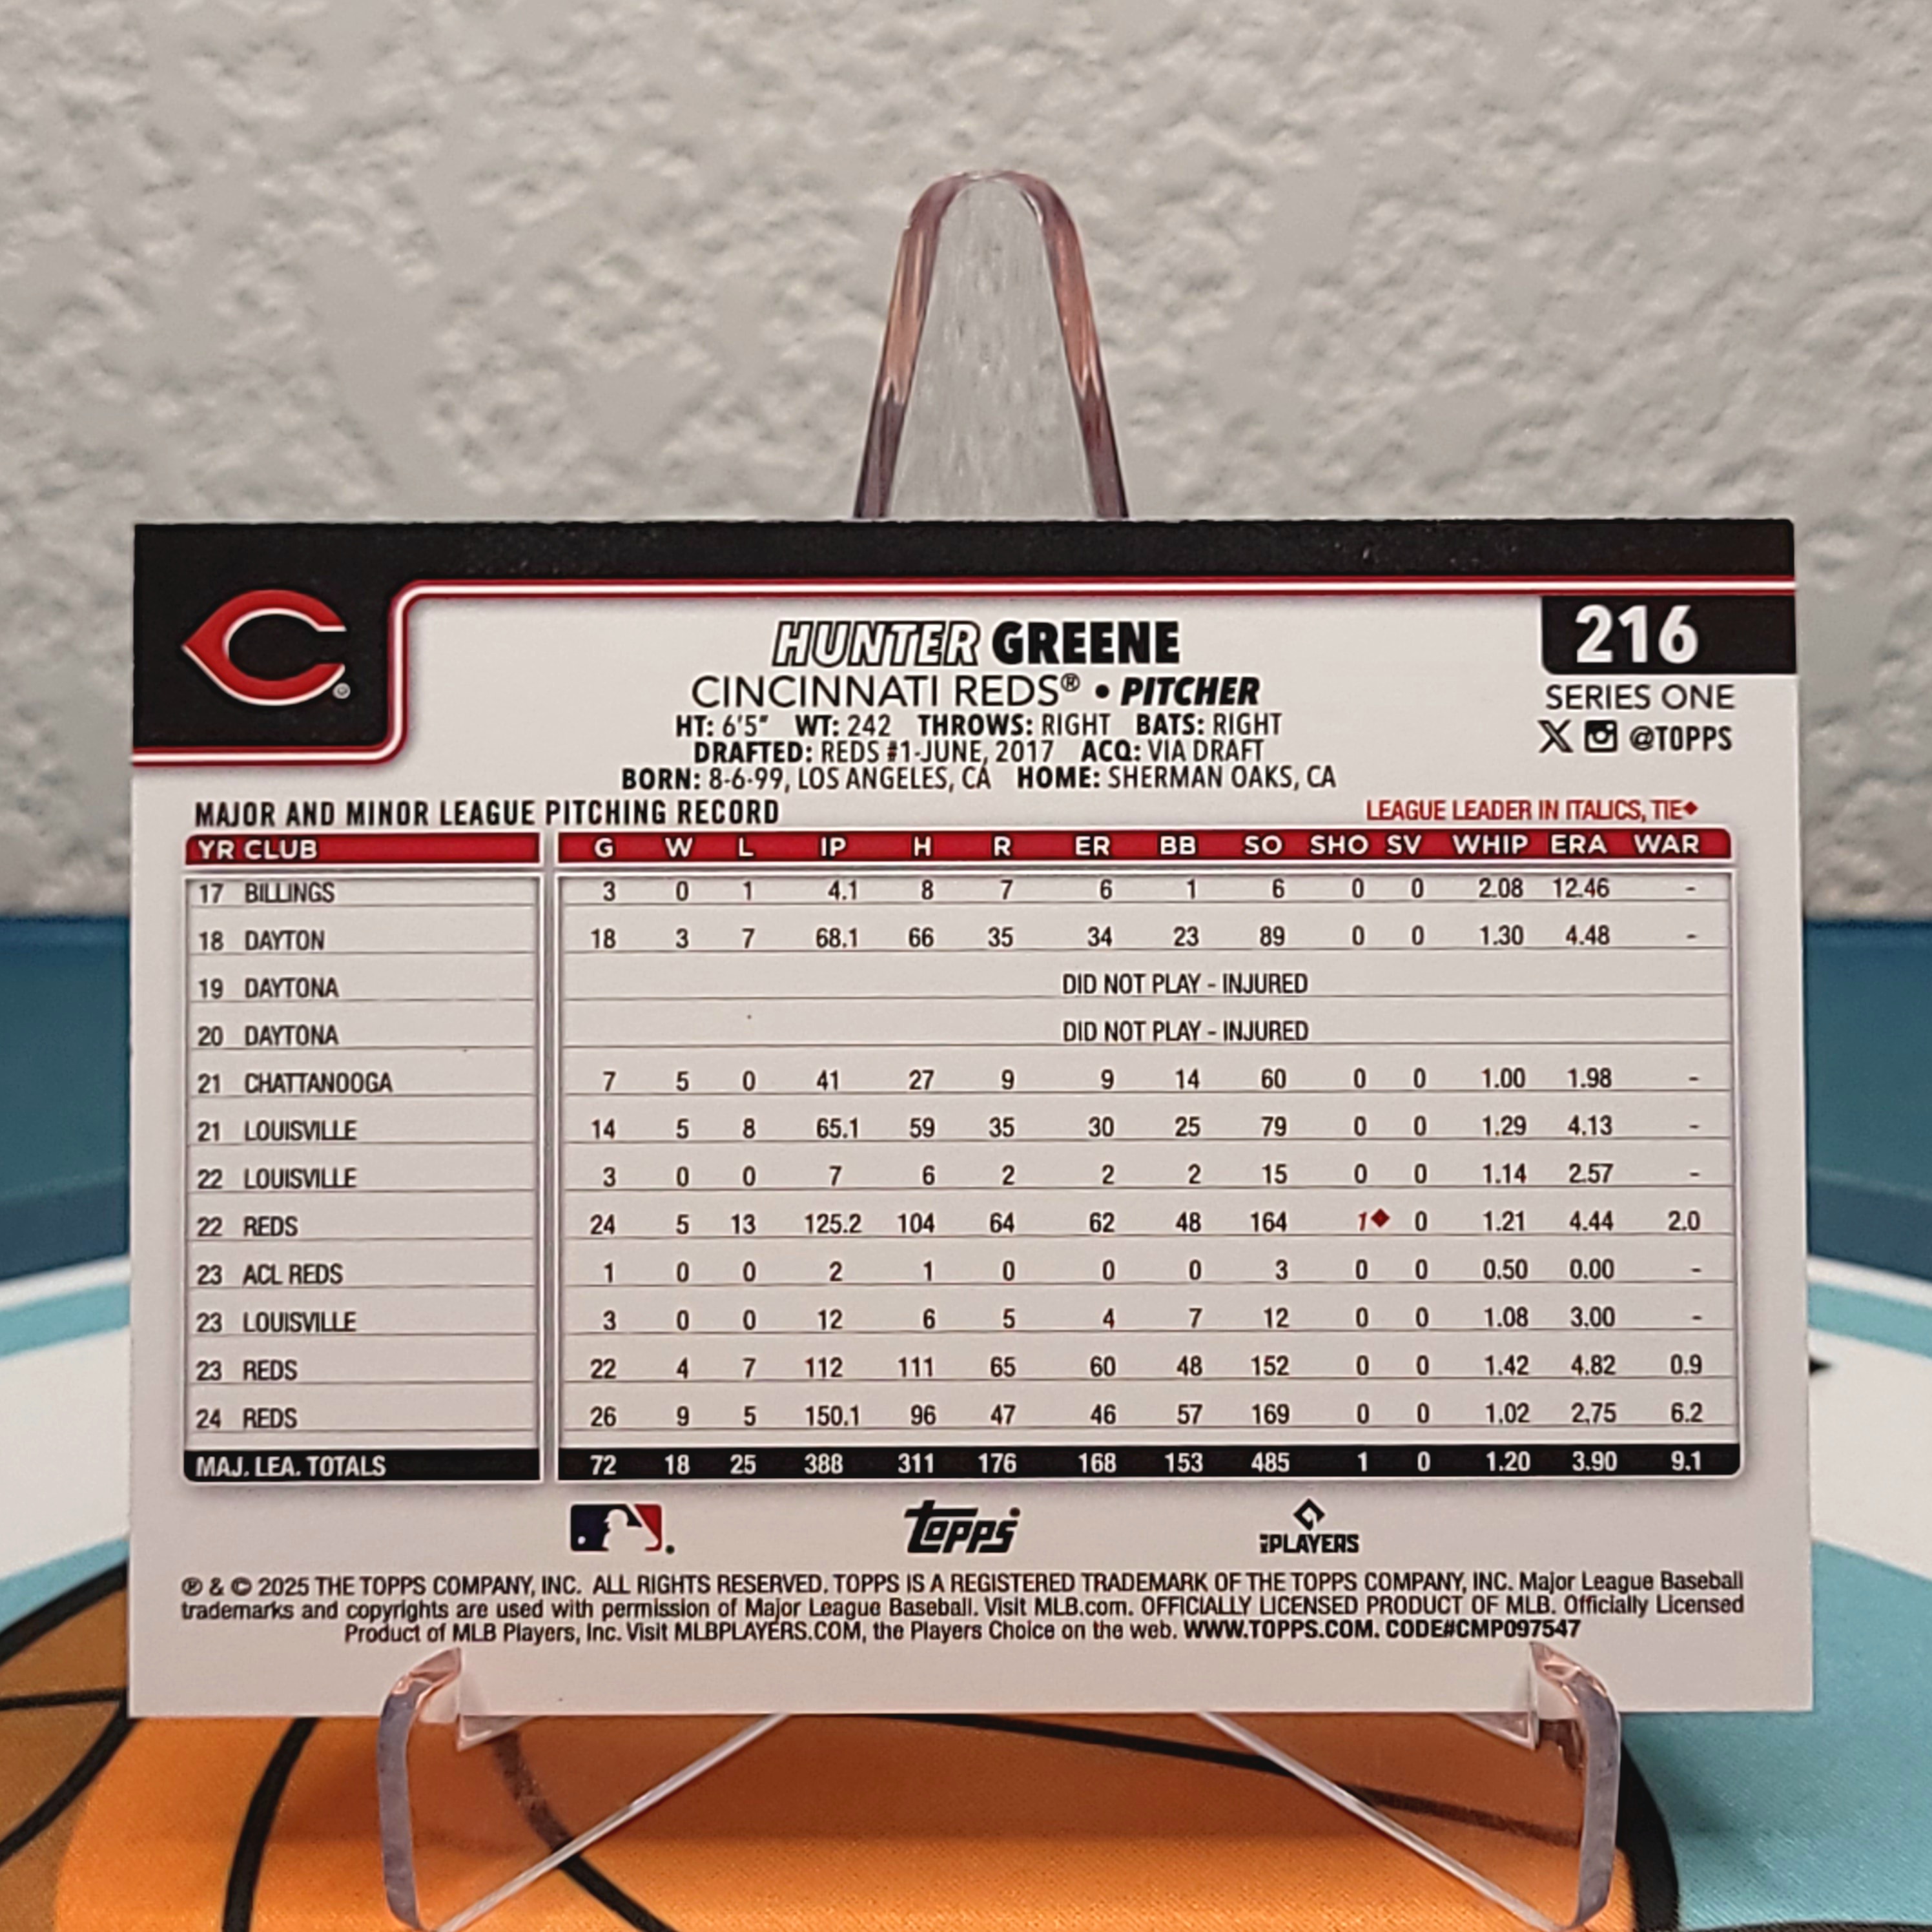 216
HUNTER GREENE
CINCINNATI REDS® • PITCHER
SERIES ONE
HT: 6'5" WT: 242 THROWS: RIGHT BATS: RIGHT
@TOPPS
DRAFTED: REDS #1-JUNE, 2017 ACQ: VIA DRAFT
BORN: 8-6-99, LOS ANGELES, CA HOME: SHERMAN OAKS, CA
MAJOR AND MINOR LEAGUE PITCHING RECORD LEAGUE LEADER IN ITALICS, TIE◆
YR CLUB G W L IP H R ER BB SO SHO SV WHIP ERA WAR
17 BILLINGS 3 0 1 4.1 8 7 6 1 6 0 0 2.08 12.46 -
18 DAYTON 18 3 7 68.1 66 35 34 23 89 0 0 1.30 4.48 -
19 DAYTONA DID NOT PLAY - INJURED
20 DAYTONA DID NOT PLAY - INJURED
21 CHATTANOOGA 7 5 0 41 27 9 9 14 60 0 0 1.00 1.98 -
21 LOUISVILLE 14 5 8 65.1 59 35 30 25 79 0 0 1.29 4.13 -
22 LOUISVILLE 3 0 0 7 6 2 2 2 15 0 0 1.14 2.57 -
22 REDS 24 5 13 125.2 104 64 62 48 164 1◆ 0 1.21 4.44 2.0
23 ACL REDS 1 0 0 2 1 0 0 0 3 0 0 0.50 0.00 -
23 LOUISVILLE 3 0 0 12 6 5 4 7 12 0 0 1.08 3.00 -
23 REDS 22 4 7 112 111 65 60 48 152 0 0 1.42 4.82 0.9
24 REDS 26 9 5 150.1 96 47 46 57 169 0 0 1.02 2.75 6.2
MAJ. LEA. TOTALS 72 18 25 388 311 176 168 153 485 1 0 1.20 3.90 9.1
Topps
MLB PLAYERS
® & © 2025 THE TOPPS COMPANY, INC. ALL RIGHTS RESERVED. TOPPS IS A REGISTERED TRADEMARK OF THE TOPPS COMPANY, INC. Major League Baseball
trademarks and copyrights are used with permission of Major League Baseball. Visit MLB.com. OFFICIALLY LICENSED PRODUCT OF MLB. Officially Licensed
Product of MLB Players, Inc. Visit MLBPLAYERS.COM, the Players Choice on the web. WWW.TOPPS.COM. CODE#CMP097547